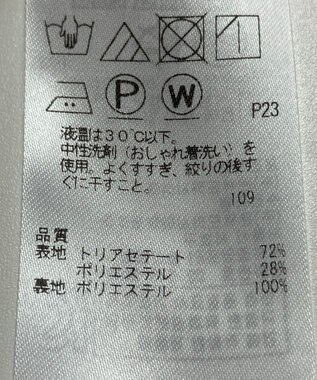 P W P23
液温は30℃以下。
中性洗剤（おしゃれ着洗い）を
使用。よくすすぎ、絞りの後す
ぐに干すこと。
109
品質
表地 トリアセテート 72%
ポリエステル 28%
裏地 ポリエステル 100%